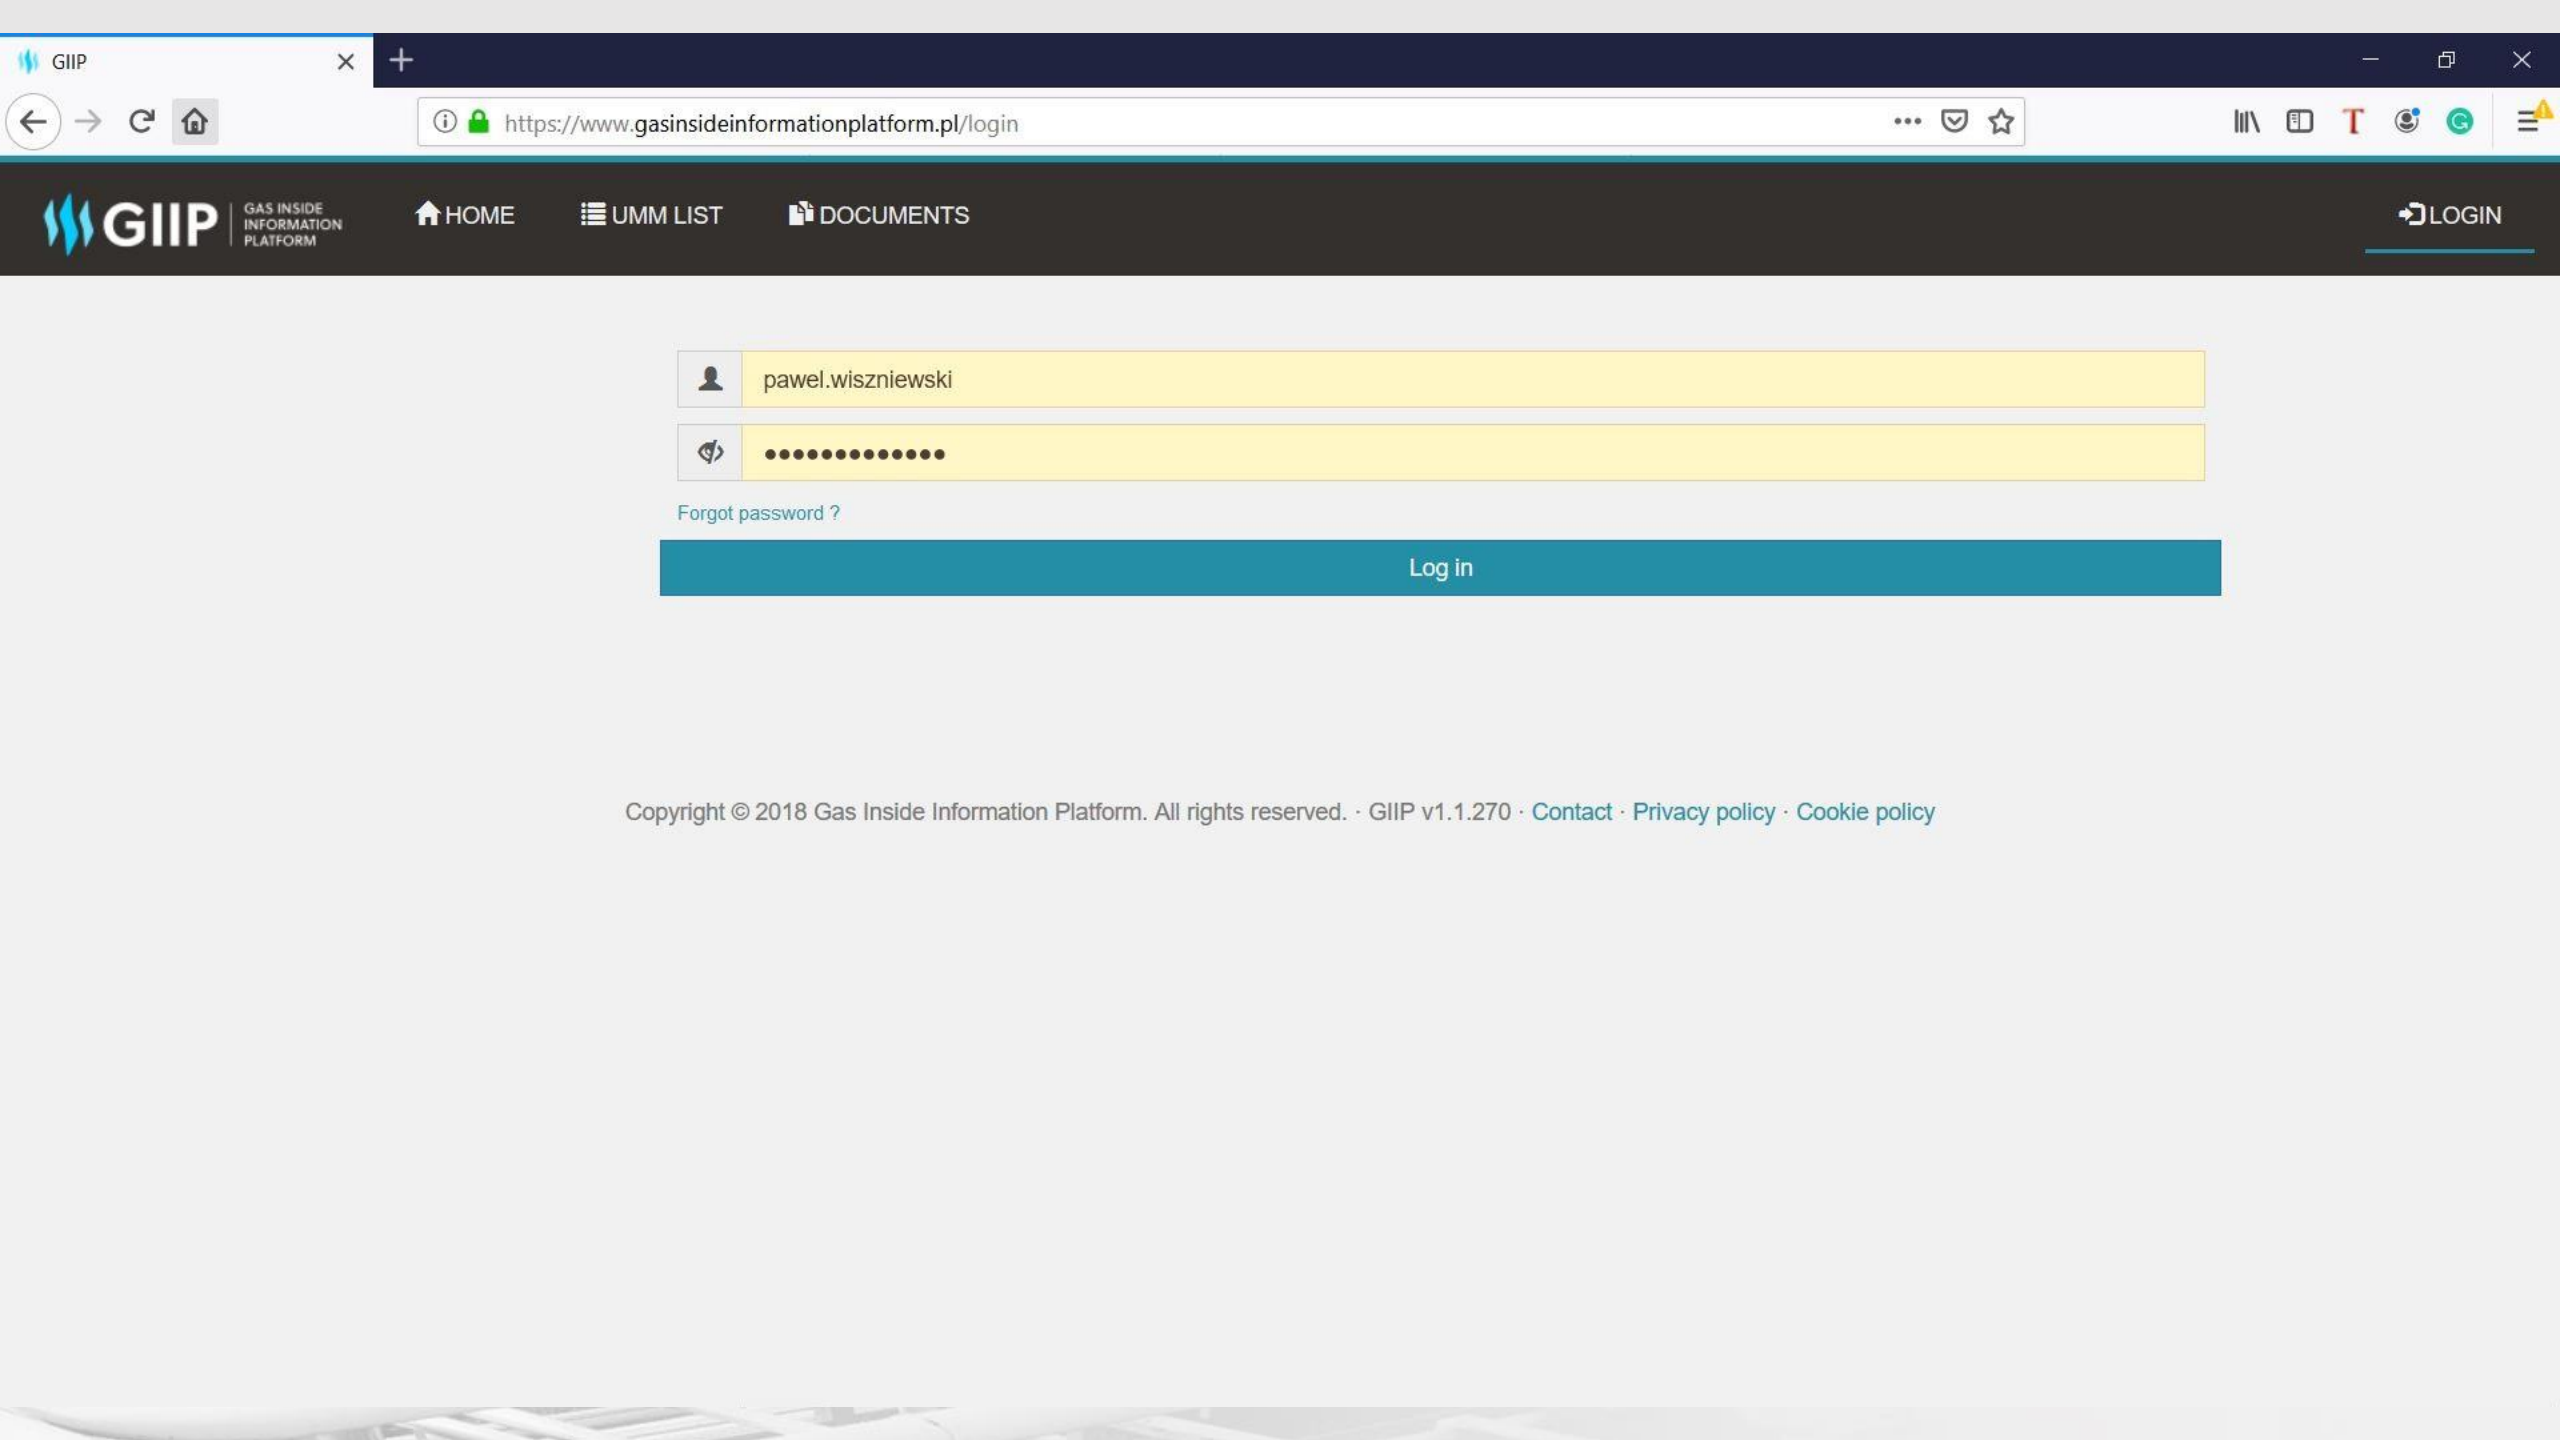 GIIP
https://www.gasinsideinformationplatform.pl/login
GIIP GAS INSIDE
INFORMATION
PLATFORM
HOME
UMM LIST
DOCUMENTS
LOGIN
pawel.wiszniewski
•••••••••••••
Forgot password ?
Log in
Copyright © 2018 Gas Inside Information Platform. All rights reserved. · GIIP v1.1.270 · Contact · Privacy policy · Cookie policy